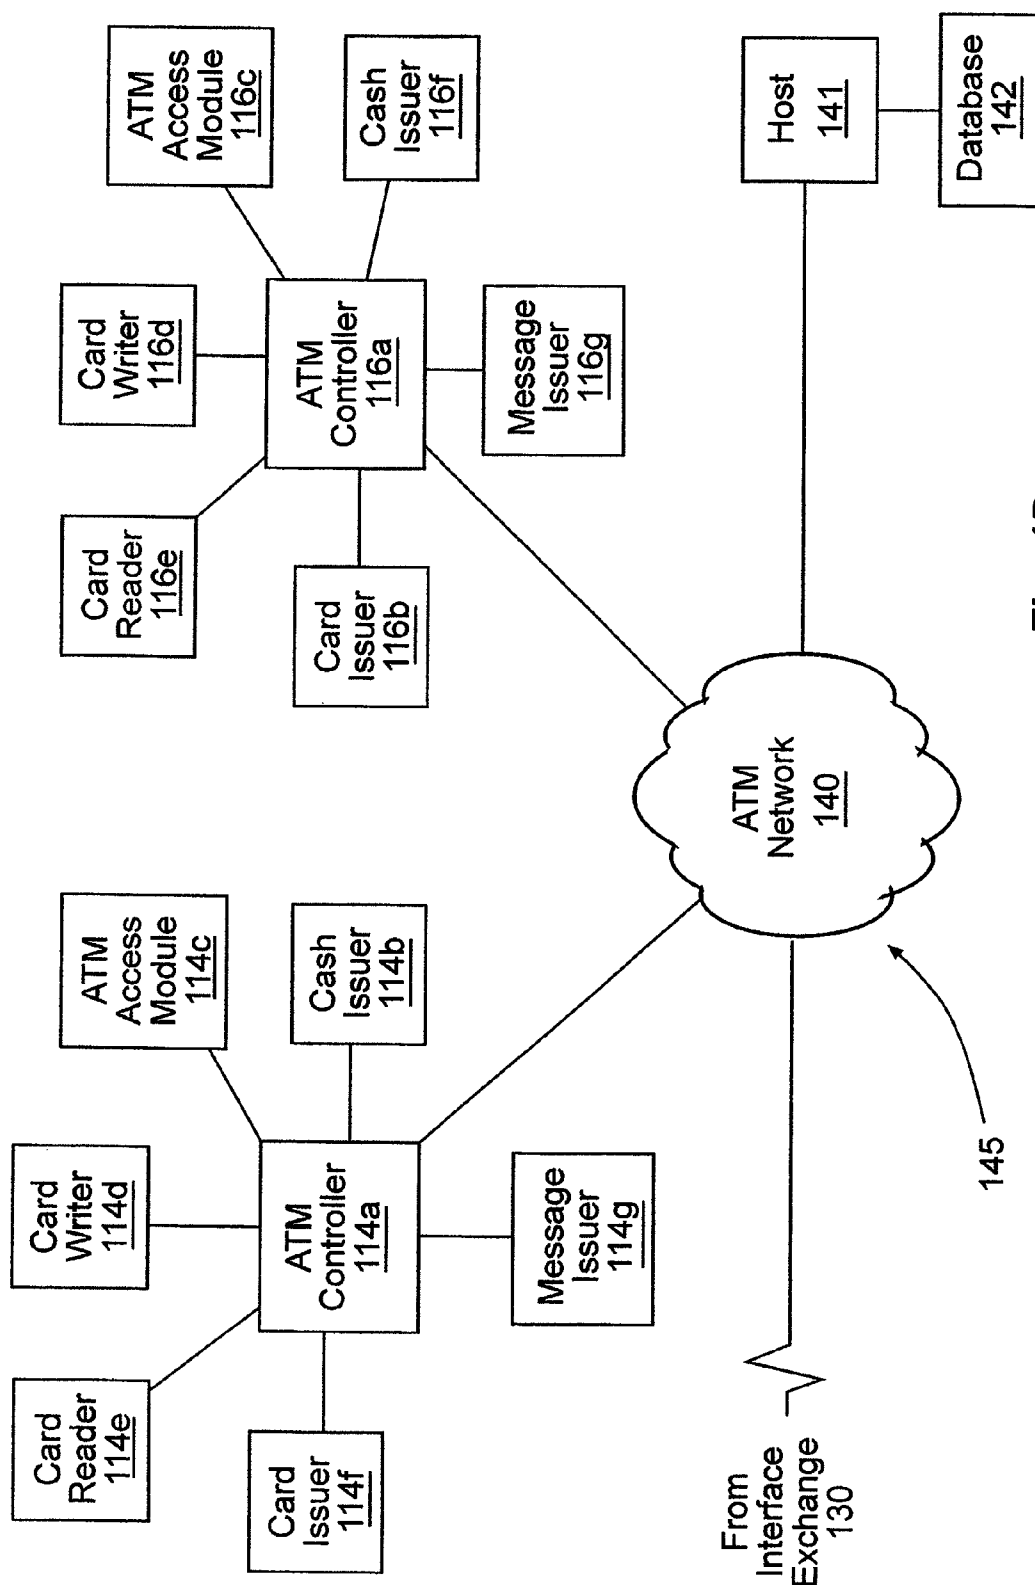 Card
Reader
114e
Card
Writer
114d
ATM
Access
Module
114c
Card
Issuer
114f
ATM
Controller
114a
Cash
Issuer
114b
Message
Issuer
114g
Card
Reader
116e
Card
Writer
116d
ATM
Access
Module
116c
Card
Issuer
116b
ATM
Controller
116a
Cash
Issuer
116f
Message
Issuer
116g
From
Interface
Exchange
130
ATM
Network
140
Host
141
Database
142
145